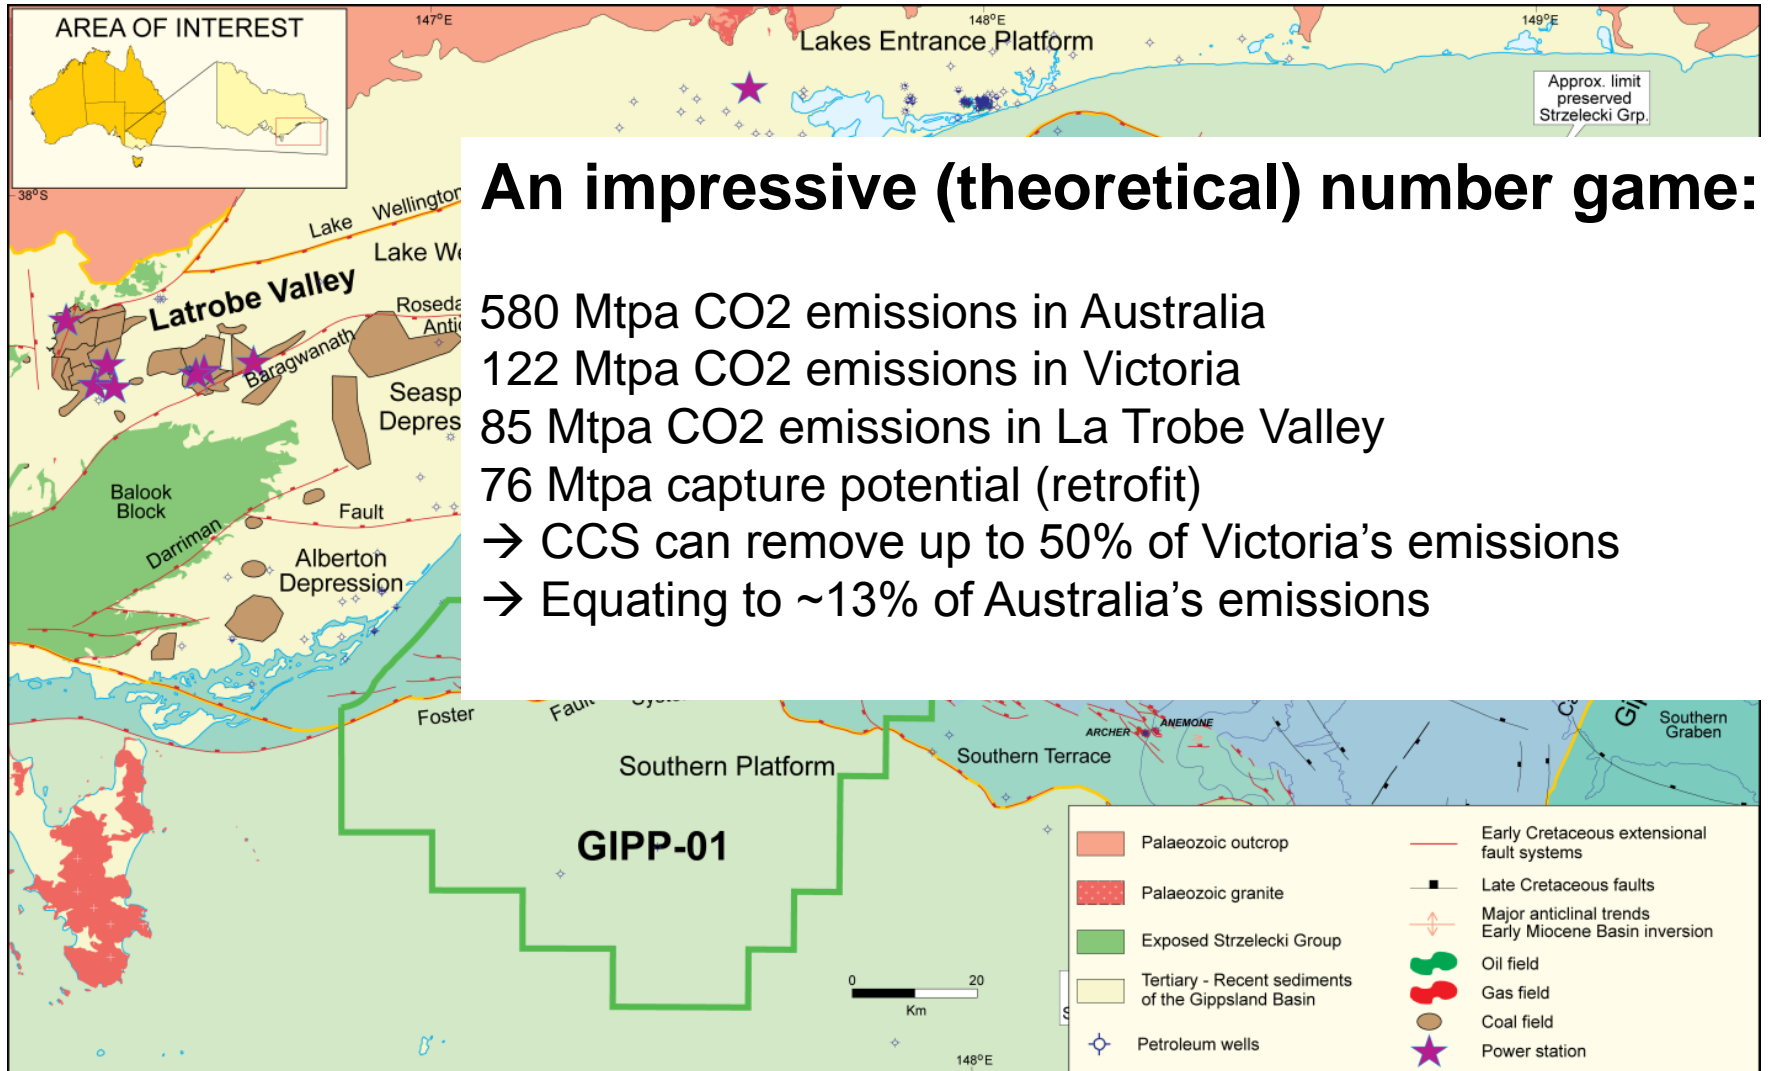 AREA OF INTEREST
147°E
148°E
149°E
Lakes Entrance Platform
Approx. limit
preserved
Strzelecki Grp.
38°S
An impressive (theoretical) number game:
580 Mtpa CO2 emissions in Australia
122 Mtpa CO2 emissions in Victoria
85 Mtpa CO2 emissions in La Trobe Valley
76 Mtpa capture potential (retrofit)
→ CCS can remove up to 50% of Victoria’s emissions
→ Equating to ~13% of Australia’s emissions
Lake Wellington
Lake We
Latrobe Valley
Roseda
Antic
Baragwanath
Seasp
Depres
Balook
Block
Fault
Darriman
Alberton
Depression
Foster
Fault
Syste
Southern Platform
GIPP-01
ARCHER
ANEMONE
Southern Terrace
Southern
Graben
0 20
Km
148°E
Palaeozoic outcrop
Palaeozoic granite
Exposed Strzelecki Group
Tertiary - Recent sediments
of the Gippsland Basin
Petroleum wells
Early Cretaceous extensional
fault systems
Late Cretaceous faults
Major anticlinal trends
Early Miocene Basin inversion
Oil field
Gas field
Coal field
Power station